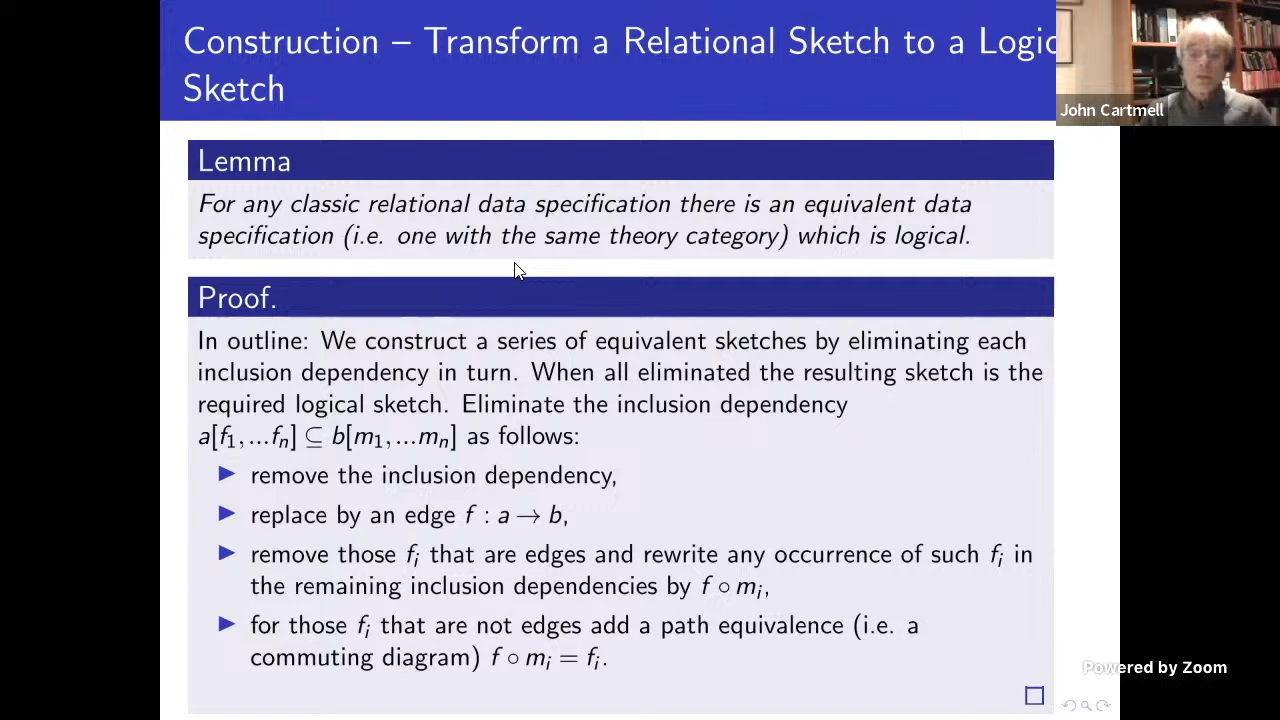 Construction – Transform a Relational Sketch to a Logic
Sketch
John Cartmell
Lemma
For any classic relational data specification there is an equivalent data
specification (i.e. one with the same theory category) which is logical.
Proof.
In outline: We construct a series of equivalent sketches by eliminating each
inclusion dependency in turn. When all eliminated the resulting sketch is the
required logical sketch. Eliminate the inclusion dependency
a[f₁, ...fₙ] ⊆ b[m₁, ...mₙ] as follows:
▶ remove the inclusion dependency,
▶ replace by an edge f : a → b,
▶ remove those fᵢ that are edges and rewrite any occurrence of such fᵢ in
the remaining inclusion dependencies by f ∘ mᵢ,
▶ for those fᵢ that are not edges add a path equivalence (i.e. a
commuting diagram) f ∘ mᵢ = fᵢ.
Powered by Zoom